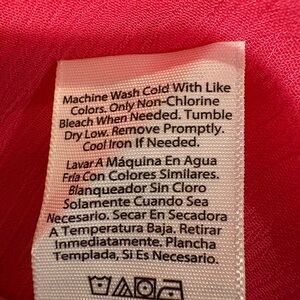 Machine Wash Cold With Like
Colors. Only Non-Chlorine
Bleach When Needed. Tumble
Dry Low. Remove Promptly.
Cool Iron If Needed.
Lavar A Máquina En Agua
Fría Con Colores Similares.
Blanqueador Sin Cloro
Solamente Cuando Sea
Necesario. Secar En Secadora
A Temperatura Baja. Retirar
Inmediatamente. Plancha
Templada, Si Es Necesario.